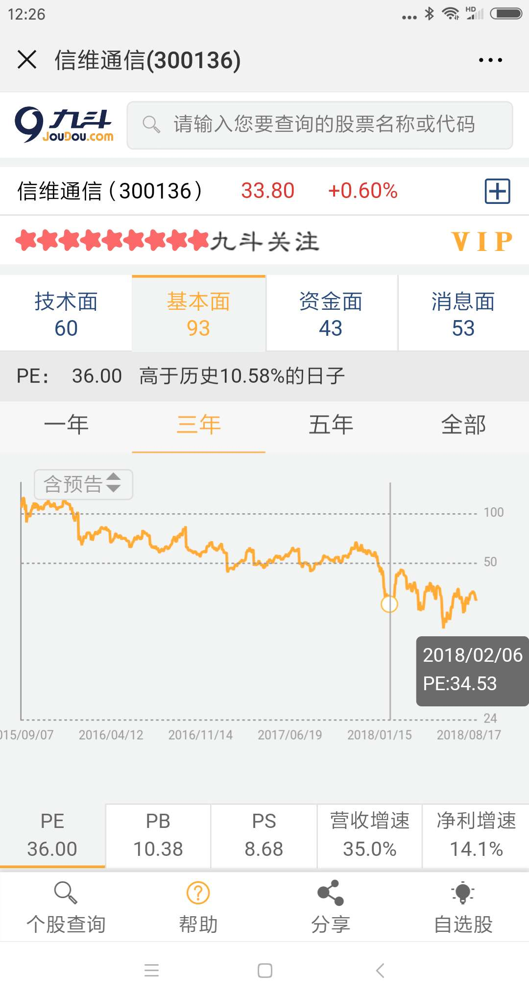 12:26
HD
信维通信(300136)
九斗
JouDou.com
请输入您要查询的股票名称或代码
信维通信（300136） 33.80 +0.60%
九斗关注 VIP
技术面 基本面 资金面 消息面
60 93 43 53
PE: 36.00 高于历史10.58%的日子
一年 三年 五年 全部
含预告
100
50
2018/02/06
PE:34.53
24
015/09/07 2016/04/12 2016/11/14 2017/06/19 2018/01/15 2018/08/17
PE PB PS 营收增速 净利增速
36.00 10.38 8.68 35.0% 14.1%
个股查询 帮助 分享 自选股